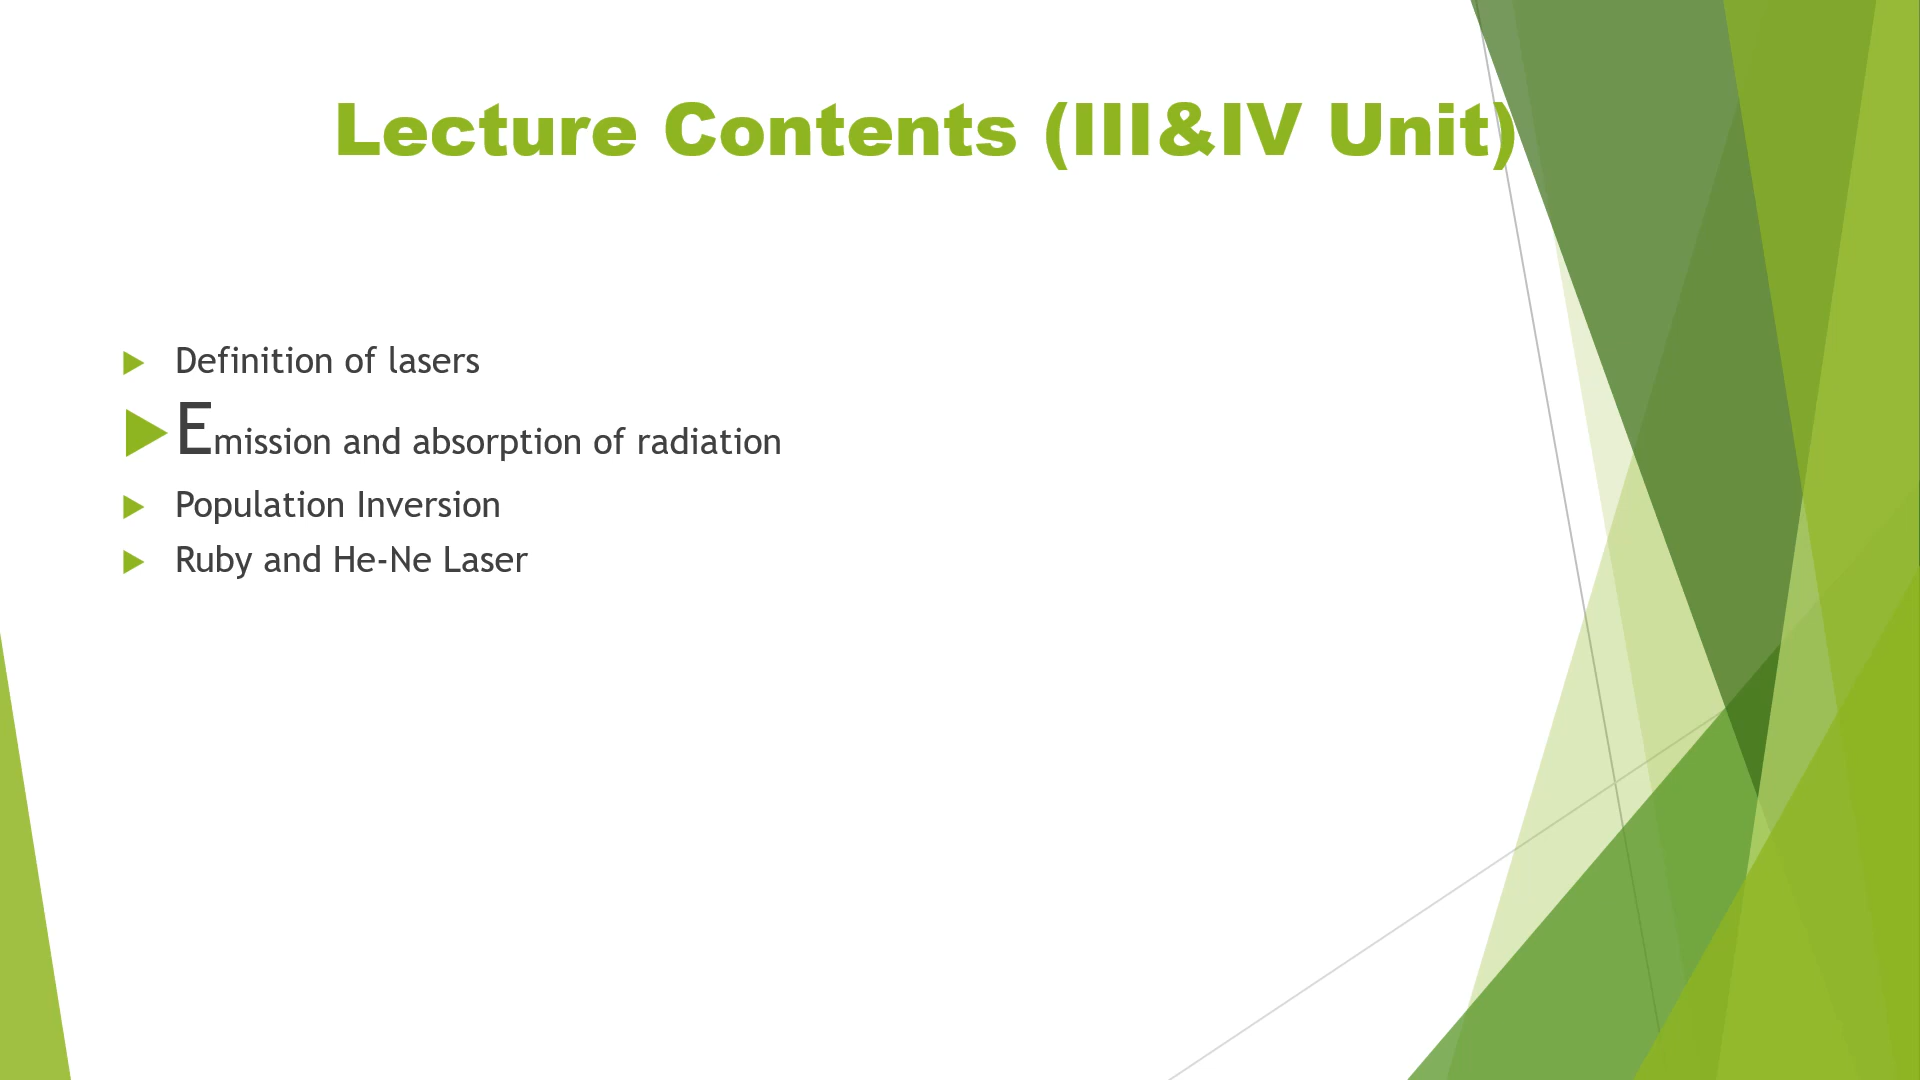 Lecture Contents (III&IV Unit)
Definition of lasers
Emission and absorption of radiation
Population Inversion
Ruby and He-Ne Laser